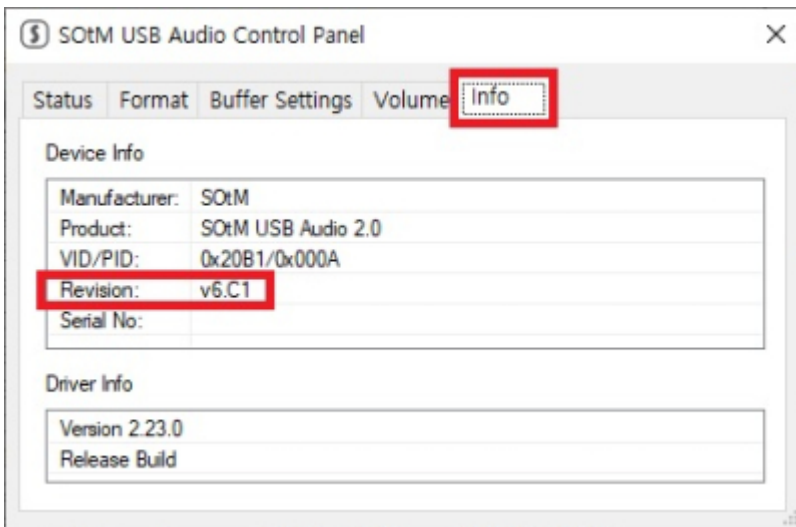 SOtM USB Audio Control Panel
Status Format Buffer Settings Volume Info
Device Info
Manufacturer: SOtM
Product: SOtM USB Audio 2.0
VID/PID: 0x20B1/0x000A
Revision: v6.C1
Serial No:
Driver Info
Version 2.23.0
Release Build